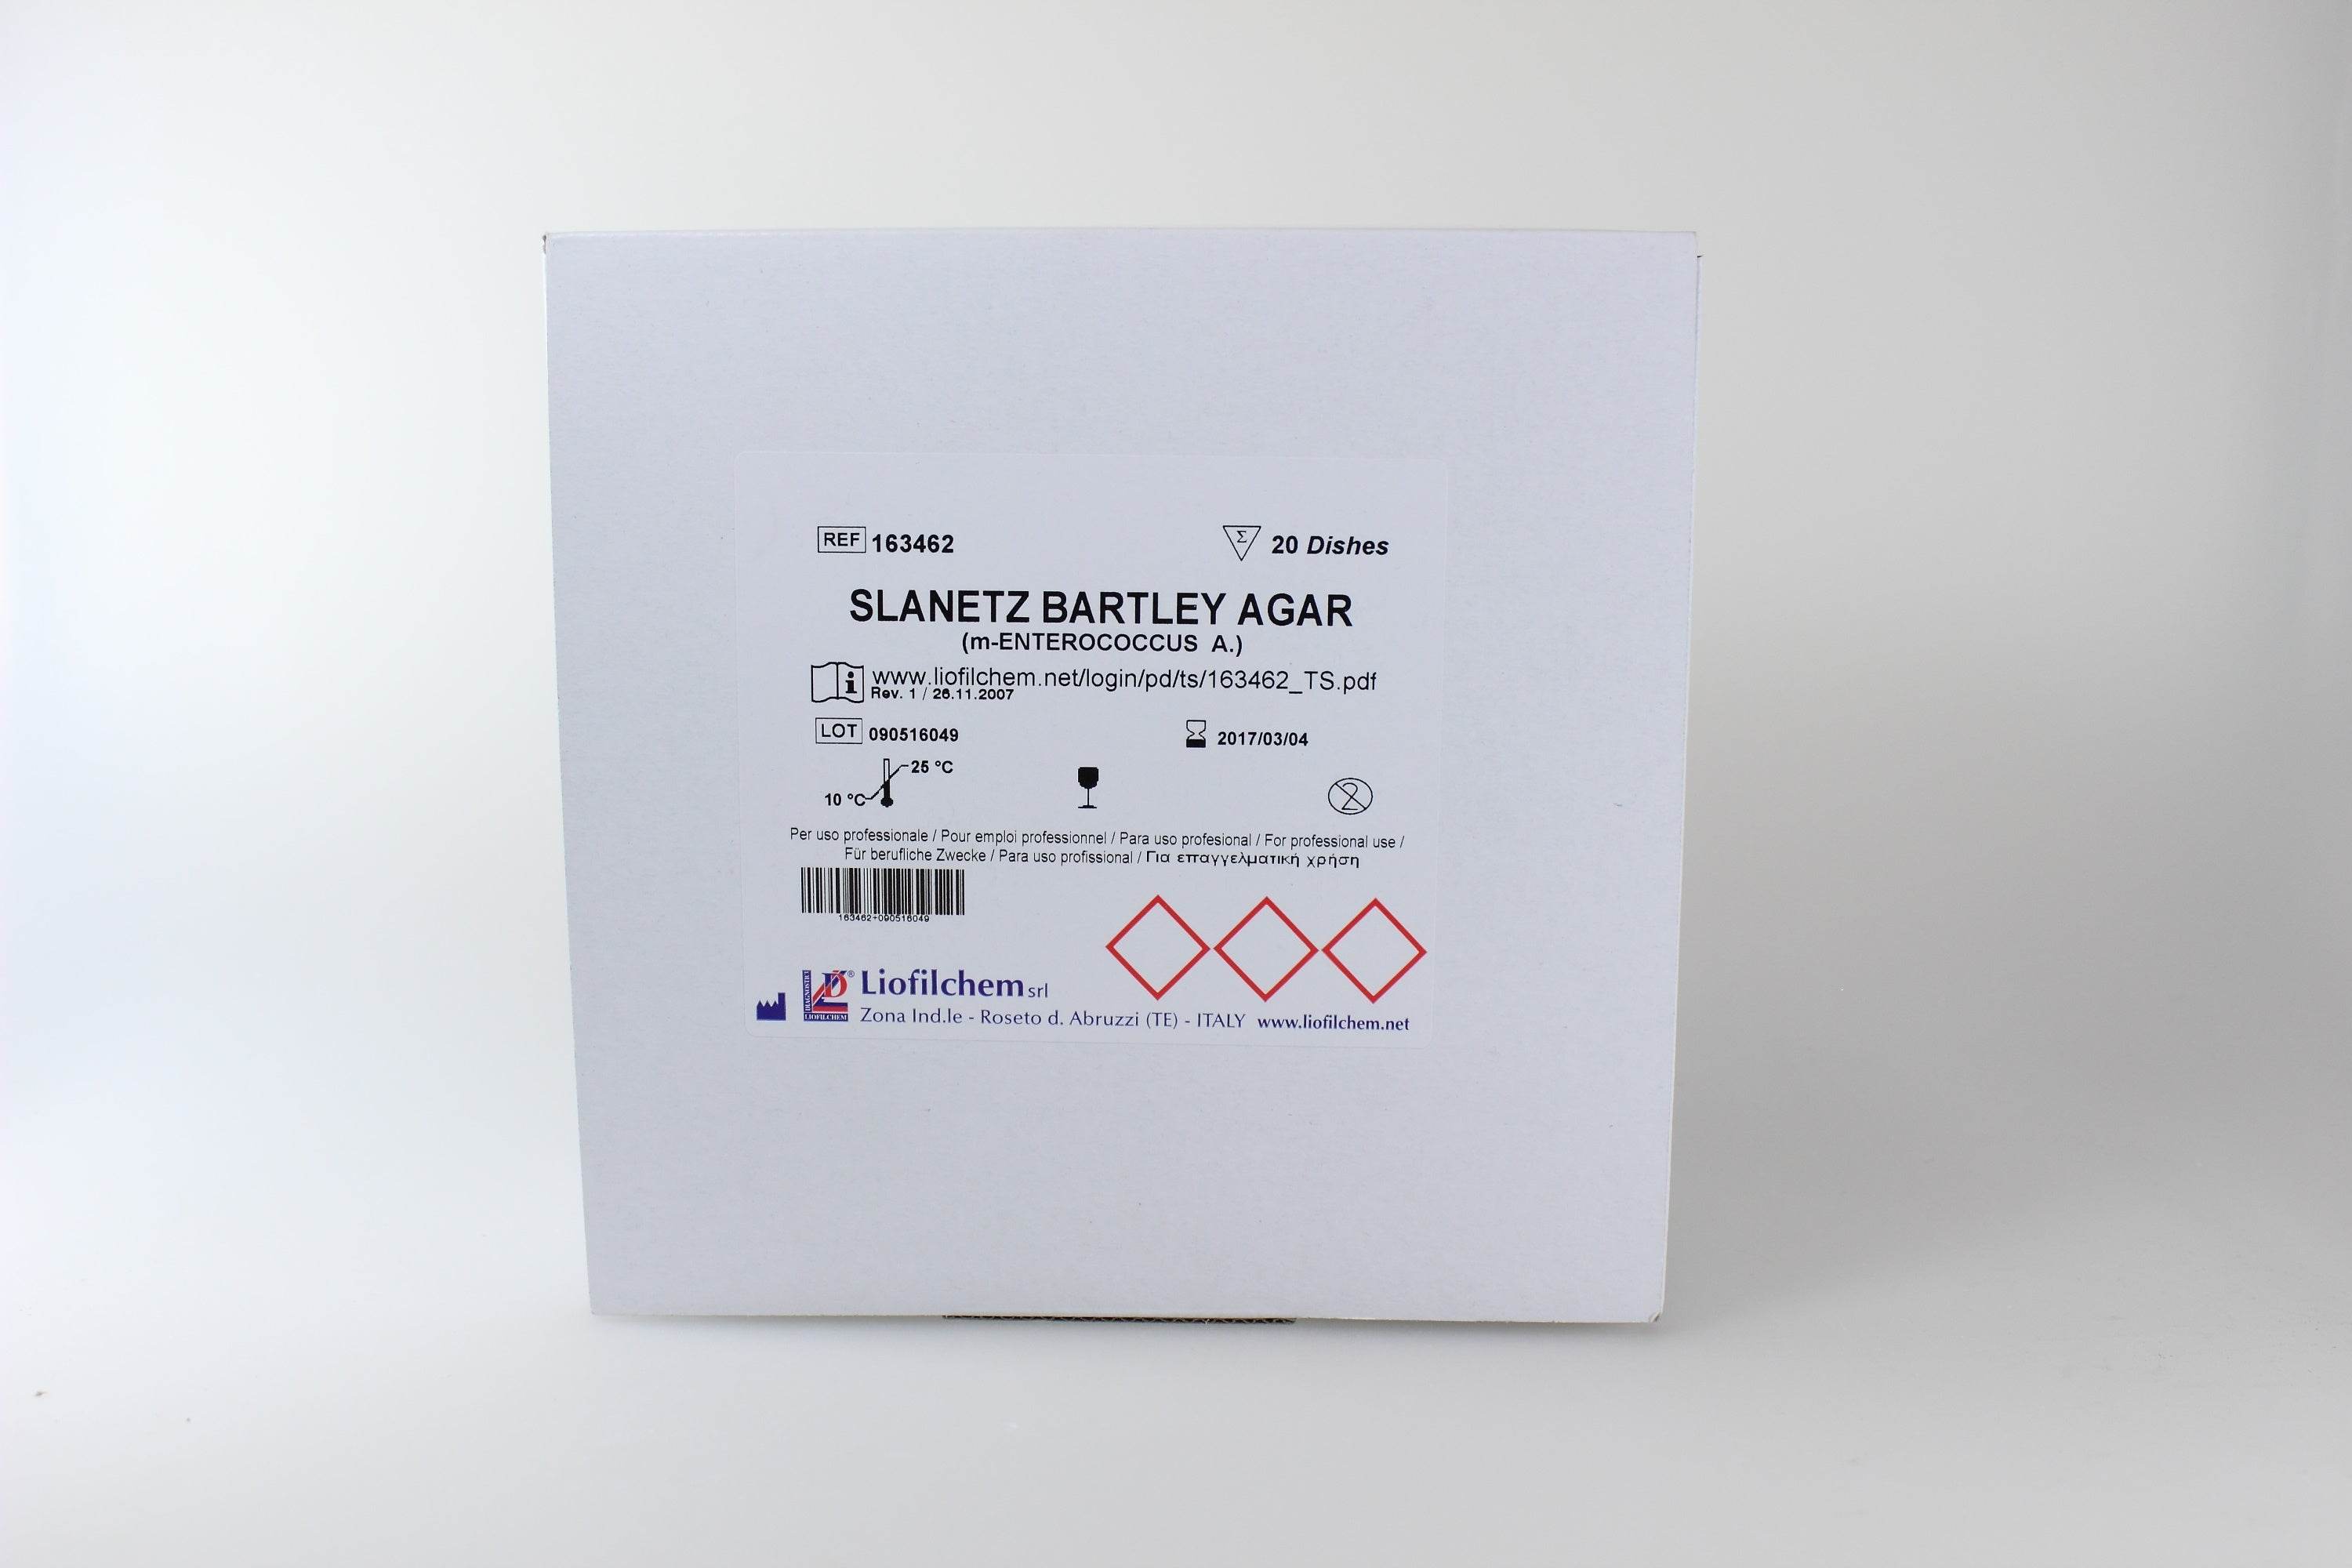 REF 163462
Σ 20 Dishes
SLANETZ BARTLEY AGAR
(m-ENTEROCOCCUS A.)
i www.liofilchem.net/login/pd/ts/163462_TS.pdf
Rev. 1 / 26.11.2007
LOT 090516049
2017/03/04
25 °C
10 °C
2
Per uso professionale / Pour emploi professionnel / Para uso profesional / For professional use /
Für berufliche Zwecke / Para uso profissional / Για επαγγελματική χρήση
163462+090516049
DIAGNOSTICI
LIOFILCHEM
® Liofilchem srl
Zona Ind.le - Roseto d. Abruzzi (TE) - ITALY www.liofilchem.net